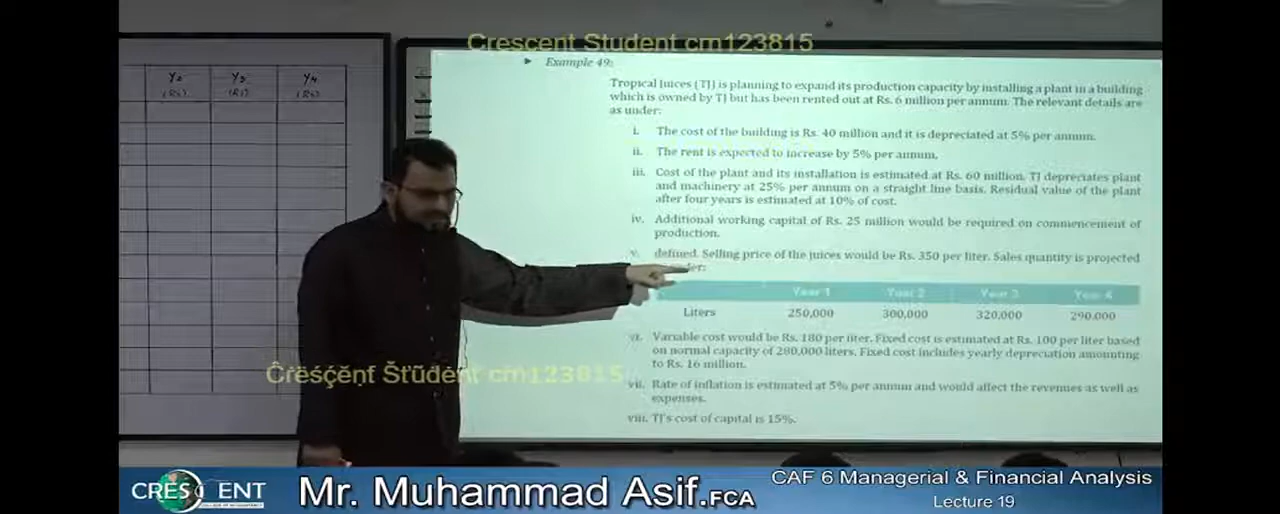 Crescent Student crn123815
Example 49:
Y2 Y3 Y4
(Rs) (Rs) (Rs)
Tropical Juices (TJ) is planning to expand its production capacity by installing a plant in a building
which is owned by TJ but has been rented out at Rs. 6 million per annum. The relevant details are
as under:
i. The cost of the building is Rs. 40 million and it is depreciated at 5% per annum.
ii. The rent is expected to increase by 5% per annum.
iii. Cost of the plant and its installation is estimated at Rs. 60 million. TJ depreciates plant
and machinery at 25% per annum on a straight line basis. Residual value of the plant
after four years is estimated at 10% of cost.
iv. Additional working capital of Rs. 25 million would be required on commencement of
production.
v. defined. Selling price of the juices would be Rs. 350 per liter. Sales quantity is projected
Year 1 Year 2 Year 3 Year 4
Liters 250,000 300,000 320,000 290,000
vi. Variable cost would be Rs. 180 per liter. Fixed cost is estimated at Rs. 100 per liter based
on normal capacity of 280,000 liters. Fixed cost includes yearly depreciation amounting
to Rs. 16 million.
Ĉřëśçệņť Šťüdėnt crn123815
vii. Rate of inflation is estimated at 5% per annum and would affect the revenues as well as
expenses.
viii. TJ's cost of capital is 15%.
CRESCENT
Mr. Muhammad Asif.FCA
CAF 6 Managerial & Financial Analysis
Lecture 19